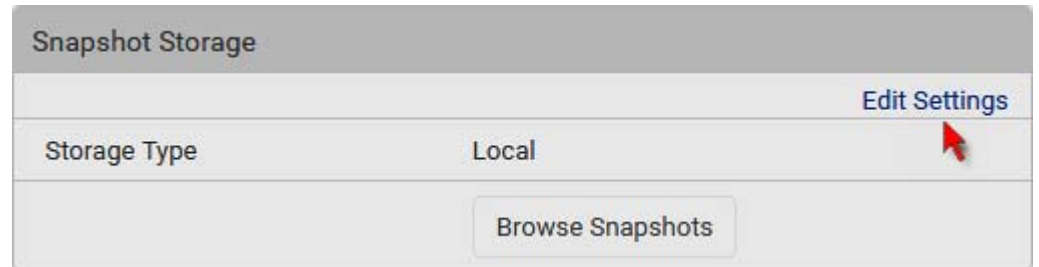 Snapshot Storage
Edit Settings
Storage Type Local
Browse Snapshots